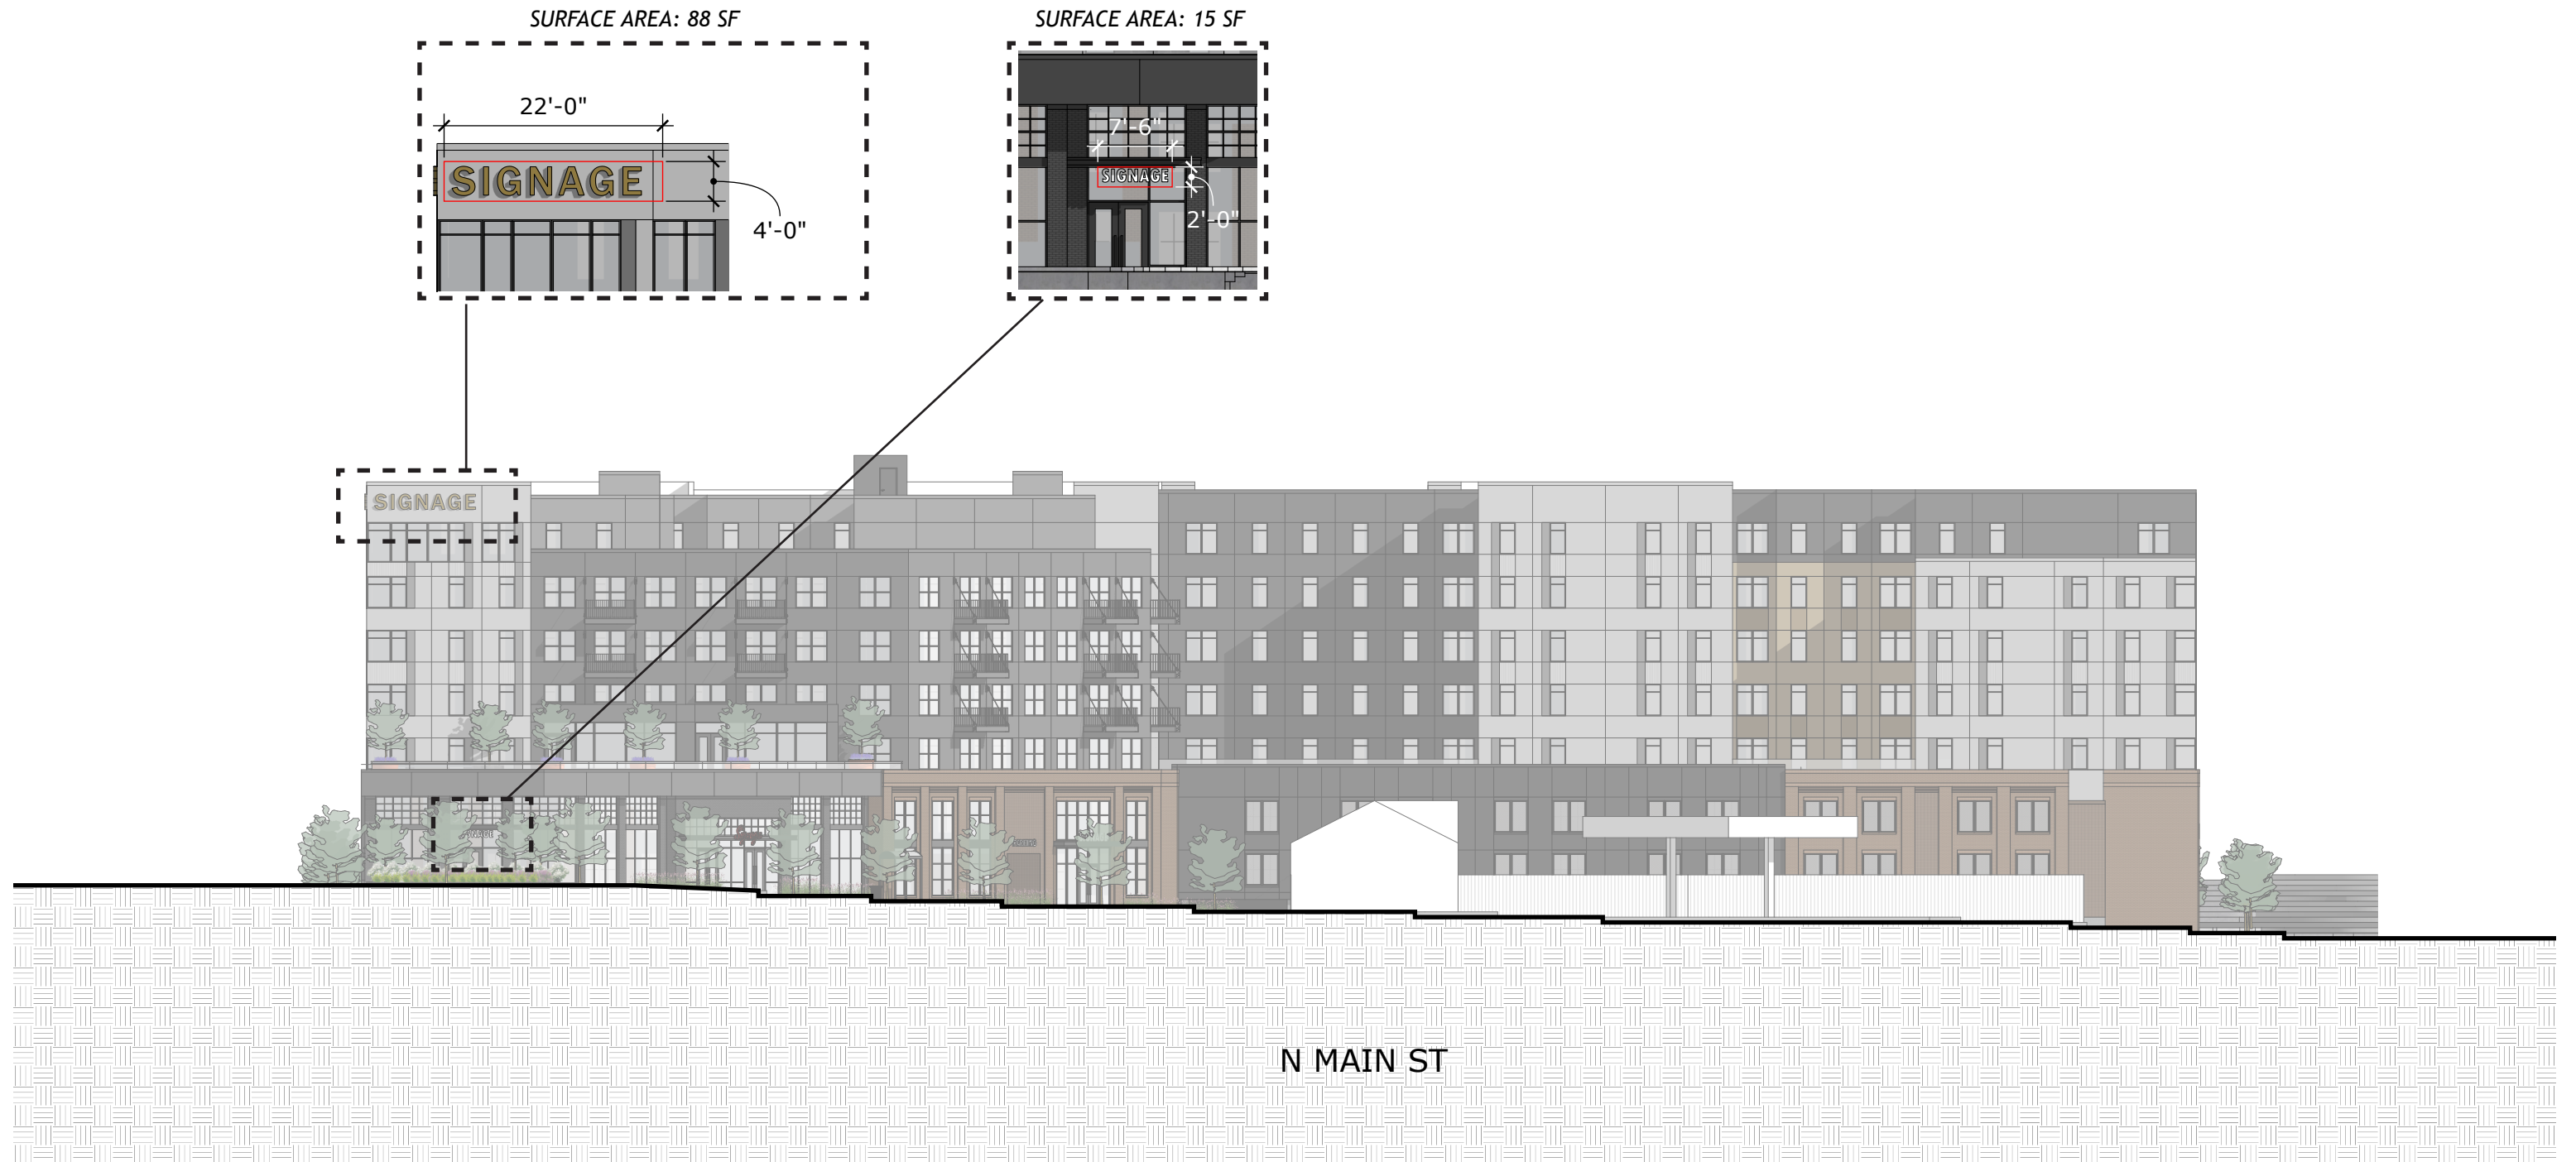 SURFACE AREA: 88 SF
SURFACE AREA: 15 SF
22'-0"
SIGNAGE
4'-0"
7'-6"
SIGNAGE
2'-0"
SIGNAGE
N MAIN ST